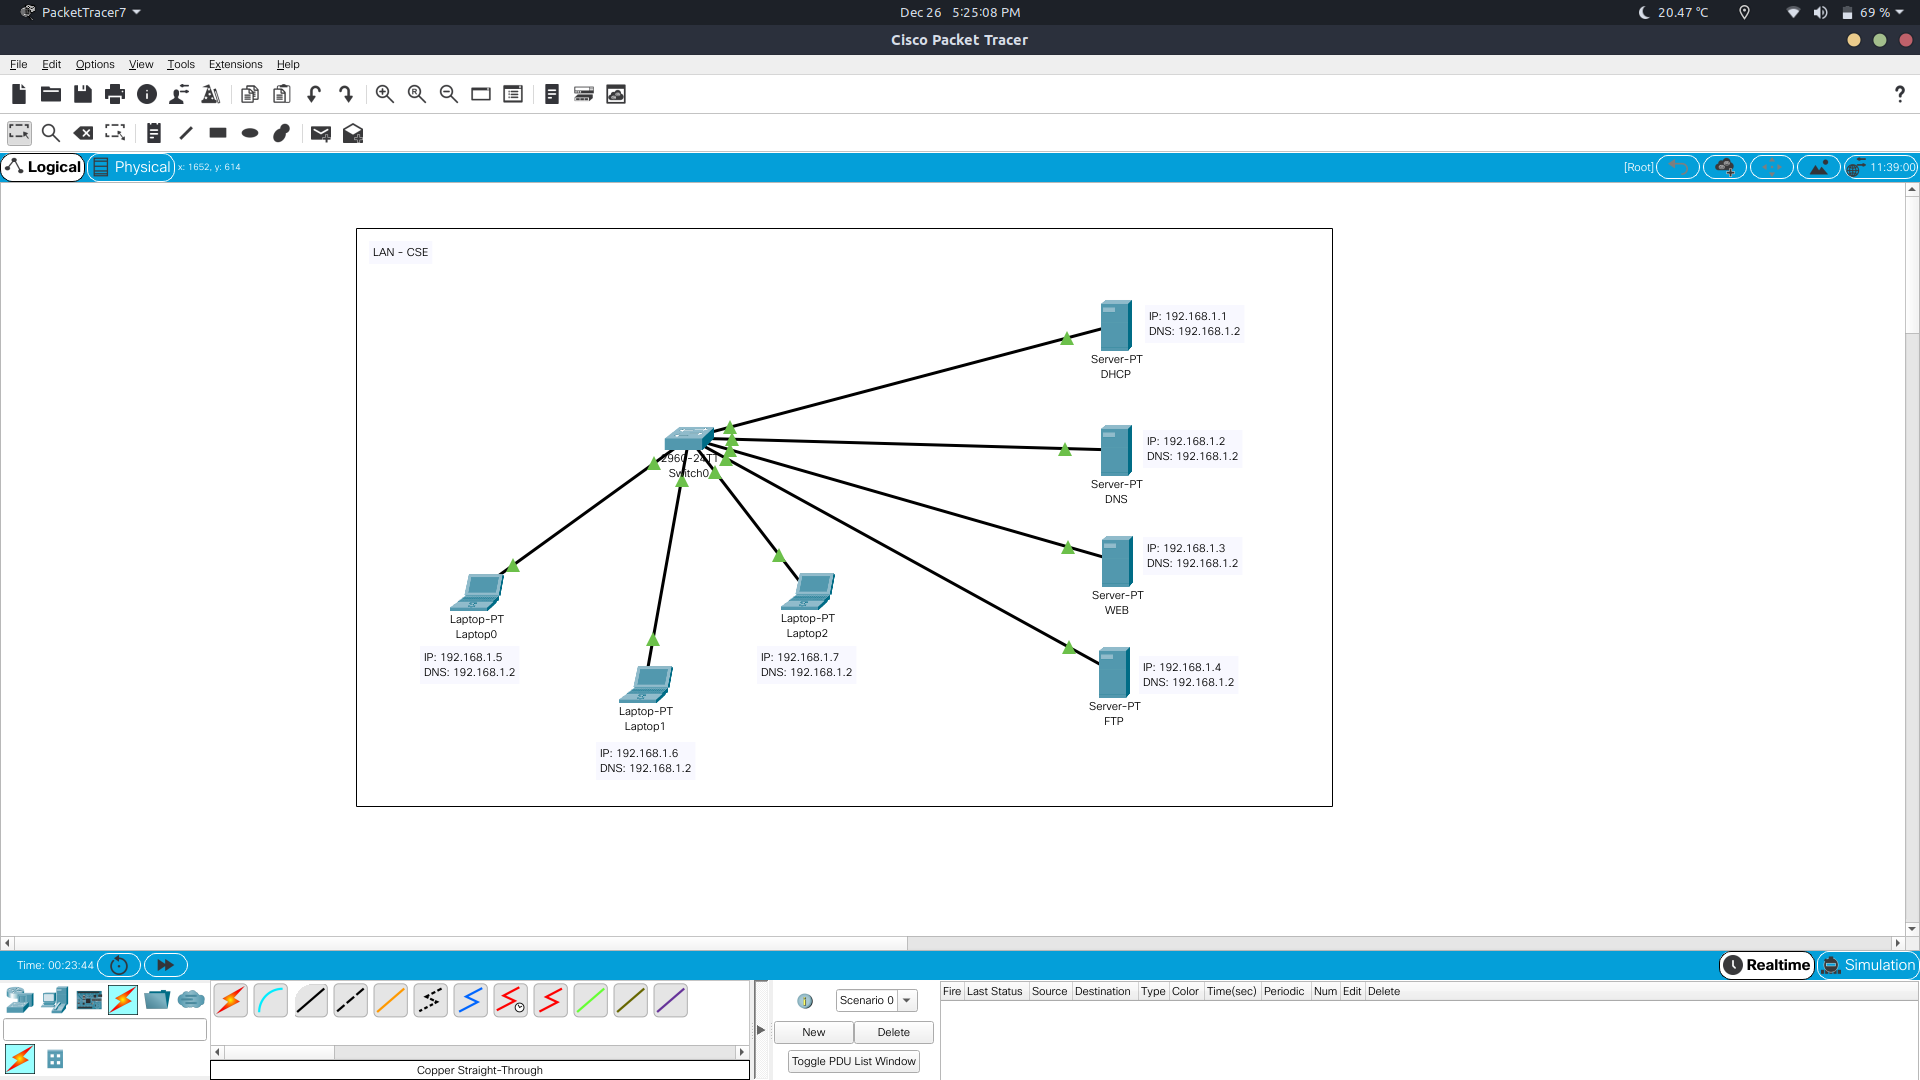 PacketTracer7
Dec 26 5:25:08 PM
20.47 °C
69 %
Cisco Packet Tracer
File Edit Options View Tools Extensions Help
?
Logical
Physical
x: 1652, y: 614
[Root]
11:39:00
LAN - CSE
IP: 192.168.1.1
DNS: 192.168.1.2
Server-PT
DHCP
IP: 192.168.1.2
DNS: 192.168.1.2
Server-PT
DNS
2960-24TT
Switch0
IP: 192.168.1.3
DNS: 192.168.1.2
Server-PT
WEB
Laptop-PT
Laptop0
IP: 192.168.1.5
DNS: 192.168.1.2
Laptop-PT
Laptop2
IP: 192.168.1.7
DNS: 192.168.1.2
IP: 192.168.1.4
DNS: 192.168.1.2
Server-PT
FTP
Laptop-PT
Laptop1
IP: 192.168.1.6
DNS: 192.168.1.2
Time: 00:23:44
Realtime
Simulation
Scenario 0
New
Delete
Toggle PDU List Window
Fire Last Status Source Destination Type Color Time(sec) Periodic Num Edit Delete
Copper Straight-Through